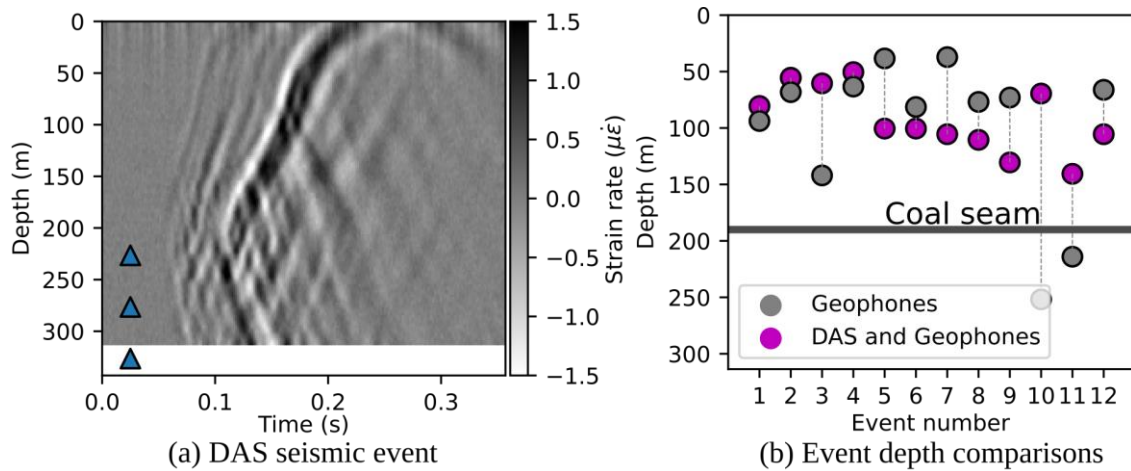 0
50
100
150
200
250
300
Depth (m)
0.0
0.1
0.2
0.3
Time (s)
1.5
1.0
0.5
0.0
−0.5
−1.0
−1.5
Strain rate (με̇)
(a) DAS seismic event
0
50
100
150
200
250
300
Depth (m)
Coal seam
Geophones
DAS and Geophones
1 2 3 4 5 6 7 8 9 10 11 12
Event number
(b) Event depth comparisons